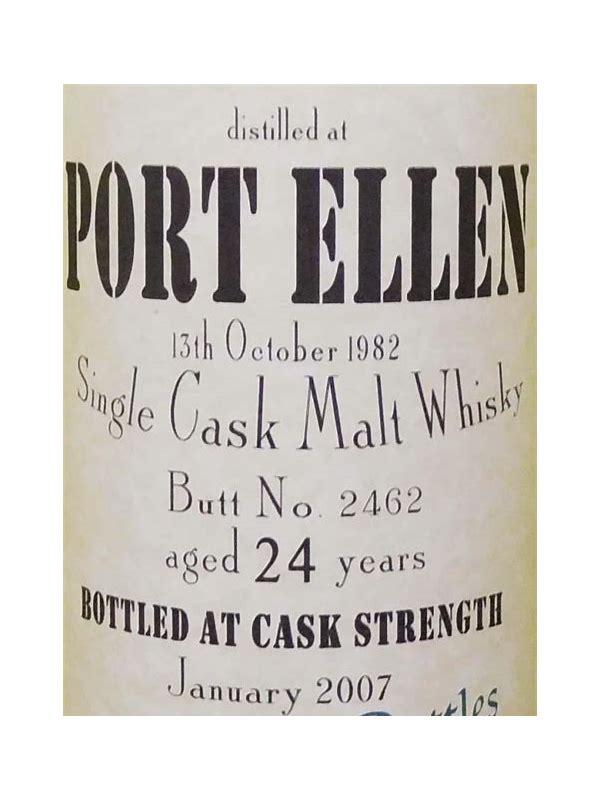 distilled at
PORT ELLEN
13th October 1982
Single Cask Malt Whisky
Butt No. 2462
aged 24 years
BOTTLED AT CASK STRENGTH
January 2007